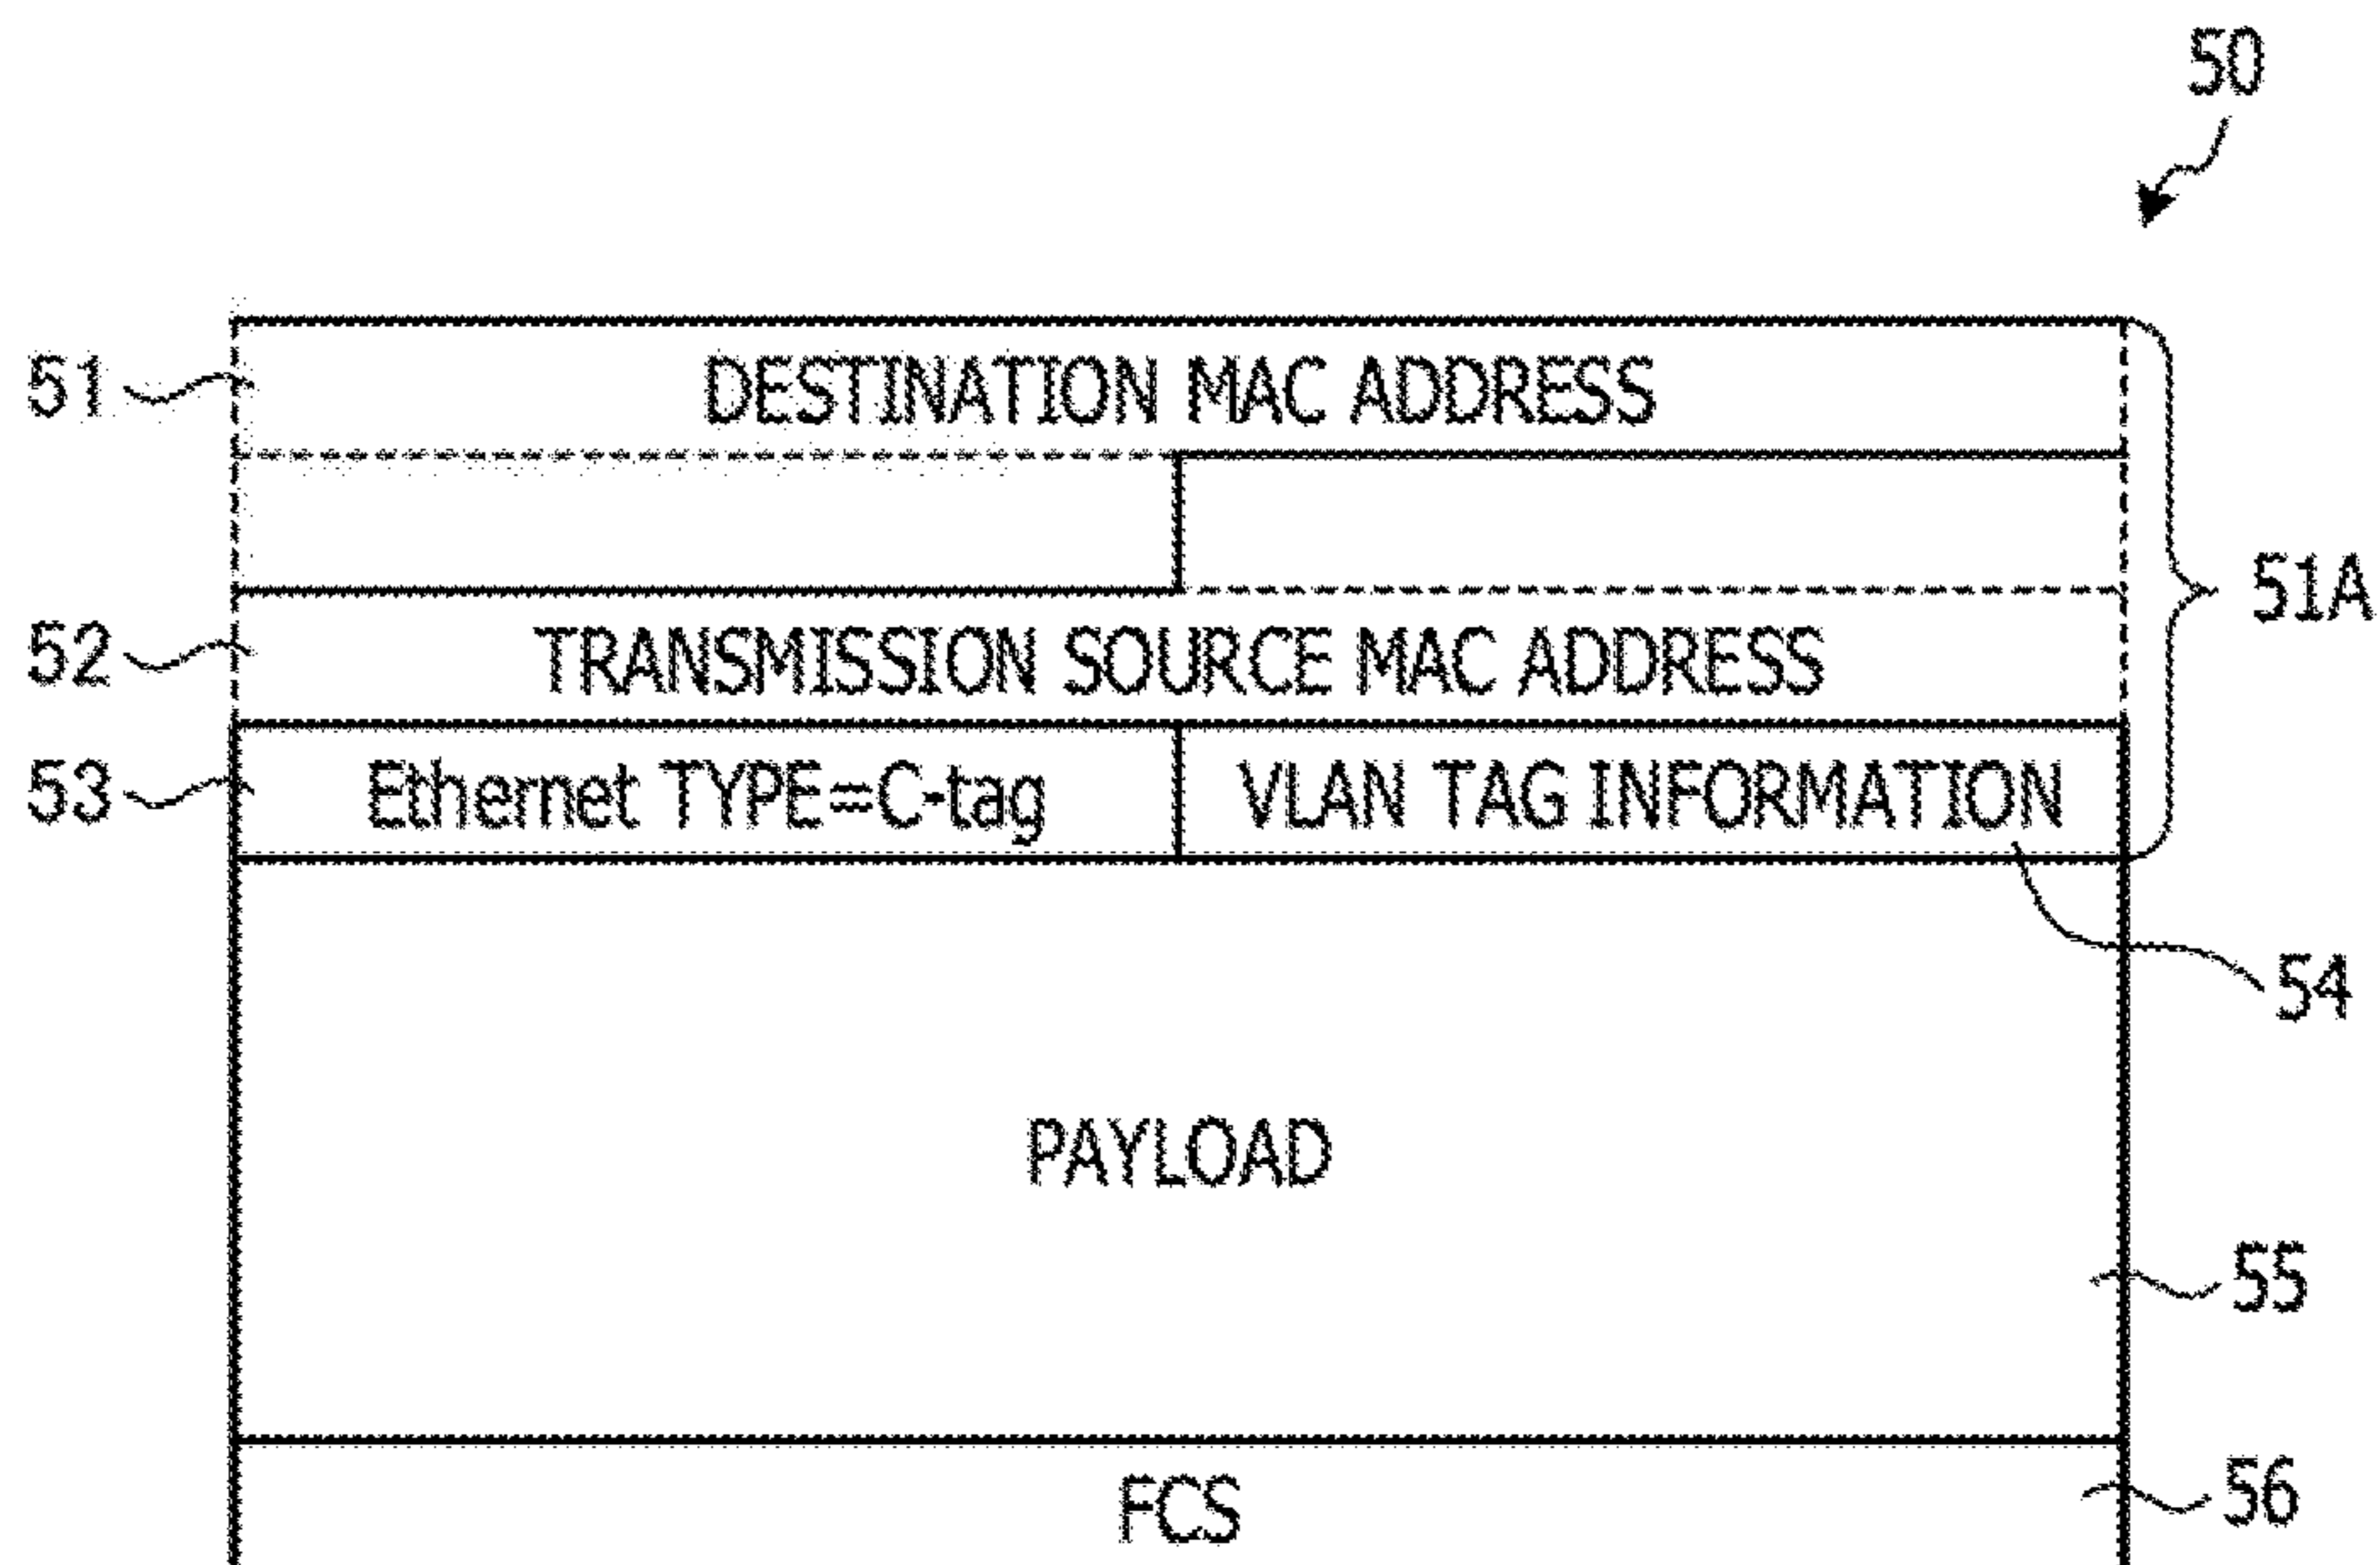 50
51 DESTINATION MAC ADDRESS
51A
52 TRANSMISSION SOURCE MAC ADDRESS
53 Ethernet TYPE=C-tag VLAN TAG INFORMATION
54
PAYLOAD
55
FCS 56